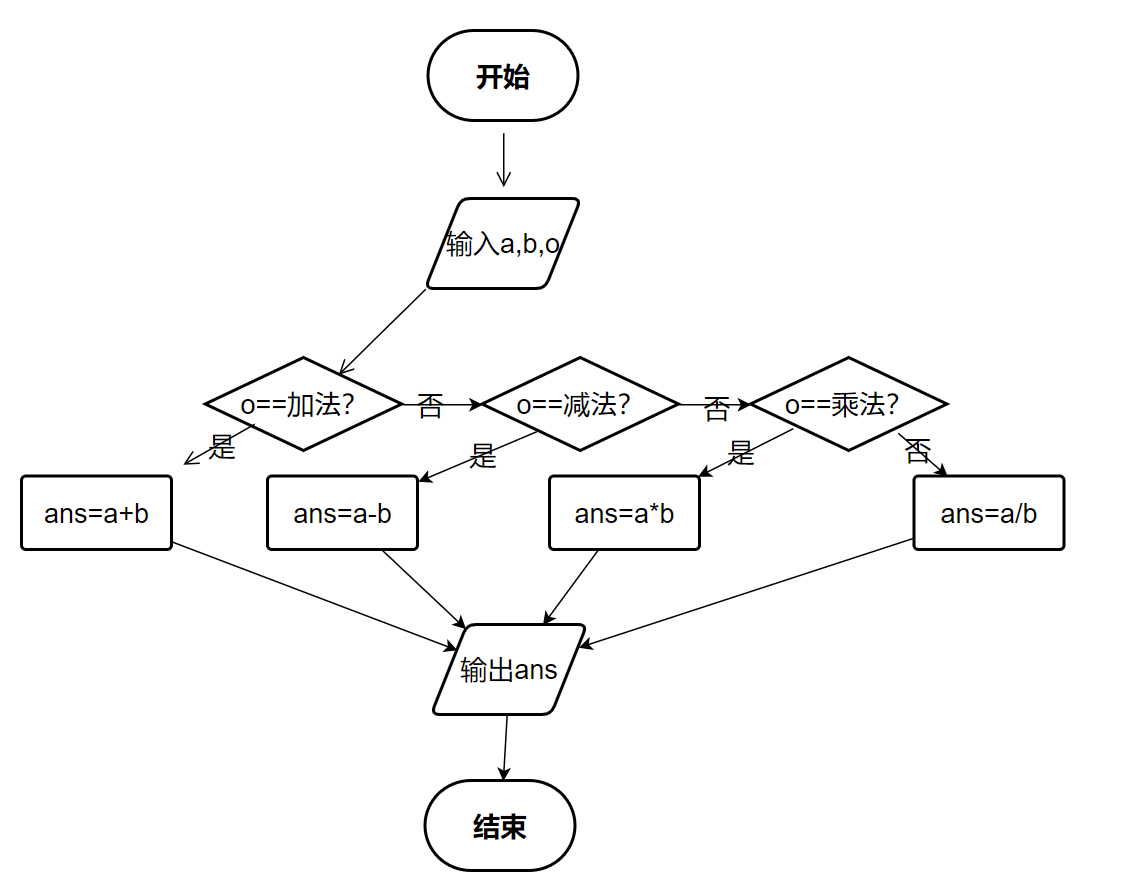 开始
输入a,b,o
o==加法?
否
o==减法?
否
o==乘法?
是
是
是
否
ans=a+b
ans=a-b
ans=a*b
ans=a/b
输出ans
结束